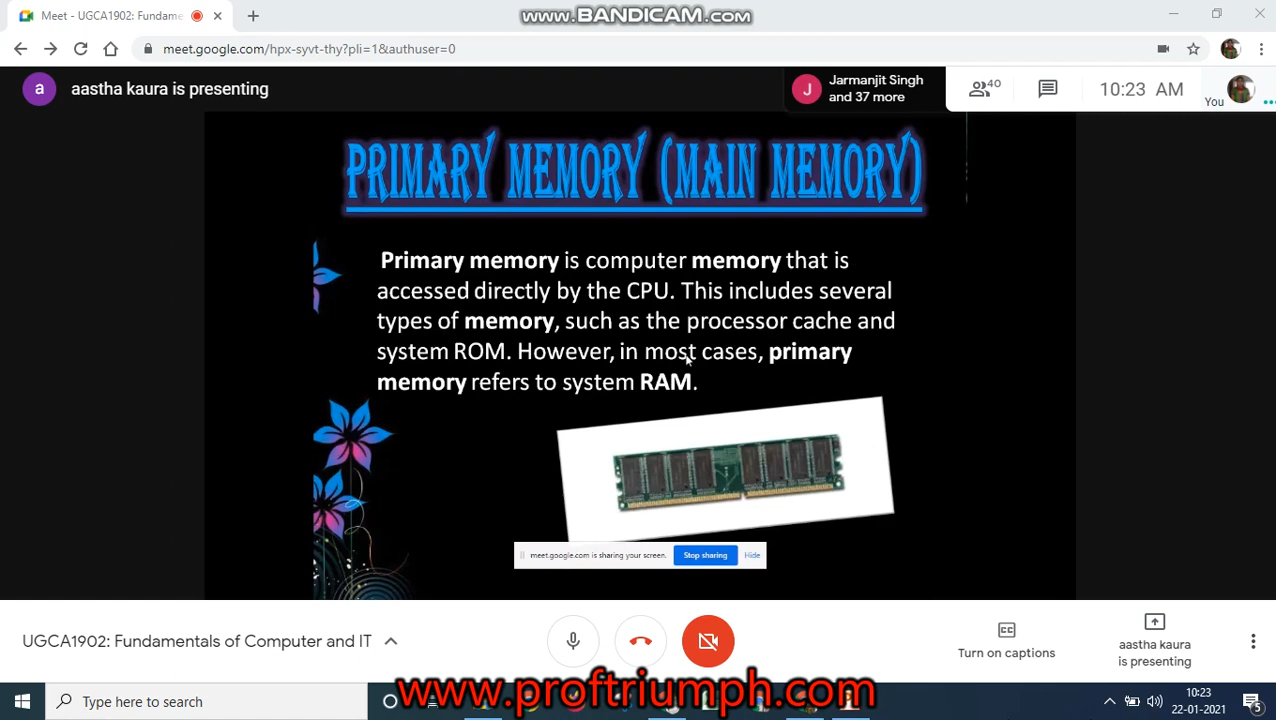 Meet - UGCA1902: Fundame
www.BANDICAM.com
meet.google.com/hpx-syvt-thy?pli=1&authuser=0
a
aastha kaura is presenting
J
Jarmanjit Singh
and 37 more
40
10:23 AM
You
PRIMARY MEMORY (MAIN MEMORY)
Primary memory is computer memory that is
accessed directly by the CPU. This includes several
types of memory, such as the processor cache and
system ROM. However, in most cases, primary
memory refers to system RAM.
meet.google.com is sharing your screen.
Stop sharing
Hide
UGCA1902: Fundamentals of Computer and IT
CC
Turn on captions
aastha kaura
is presenting
www.proftriumph.com
Type here to search
10:23
22-01-2021
5